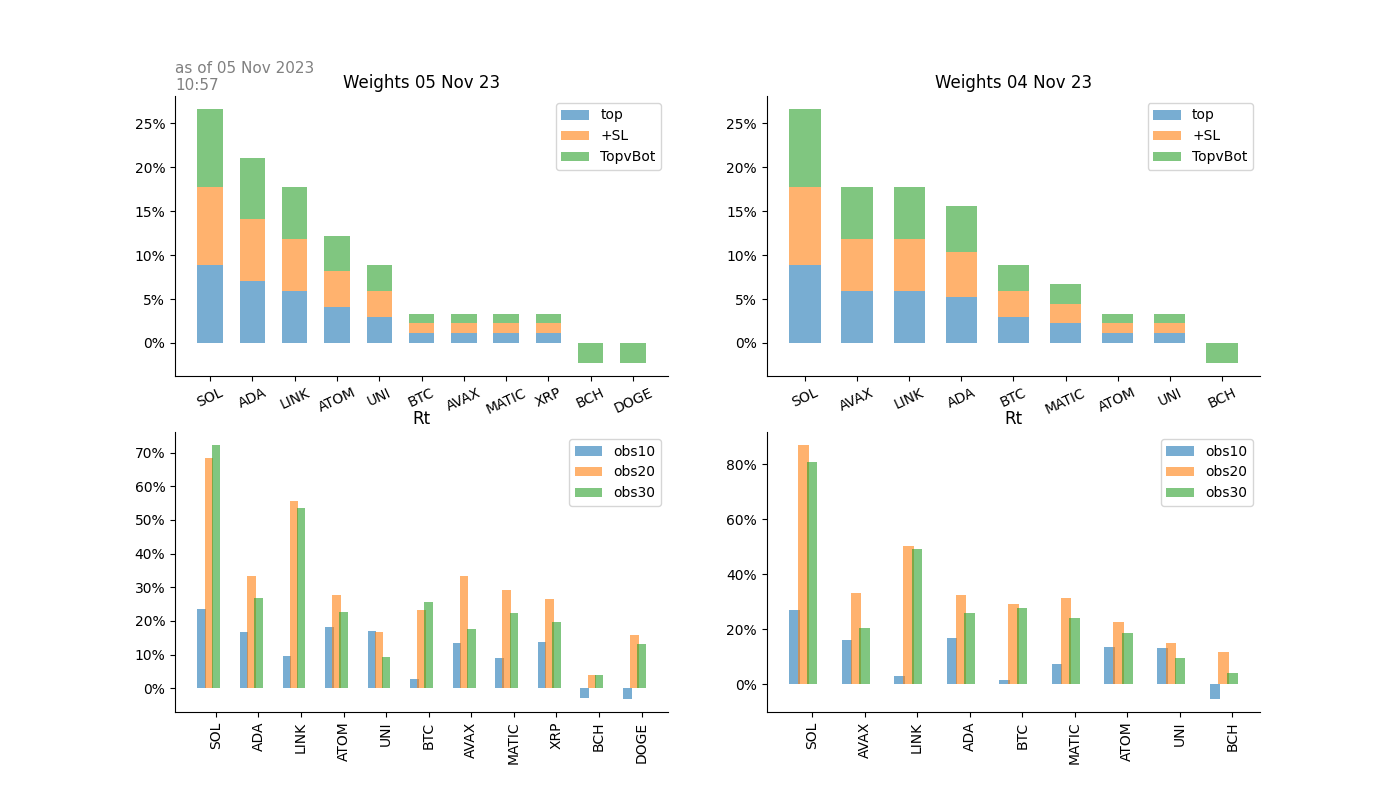 as of 05 Nov 2023
10:57
Weights 05 Nov 23
25%
20%
15%
10%
5%
0%
top
+SL
TopvBot
SOL ADA LINK ATOM UNI BTC AVAX MATIC XRP BCH DOGE
Weights 04 Nov 23
25%
20%
15%
10%
5%
0%
top
+SL
TopvBot
SOL AVAX LINK ADA BTC MATIC ATOM UNI BCH
Rt
70%
60%
50%
40%
30%
20%
10%
0%
obs10
obs20
obs30
SOL ADA LINK ATOM UNI BTC AVAX MATIC XRP BCH DOGE
Rt
80%
60%
40%
20%
0%
obs10
obs20
obs30
SOL AVAX LINK ADA BTC MATIC ATOM UNI BCH